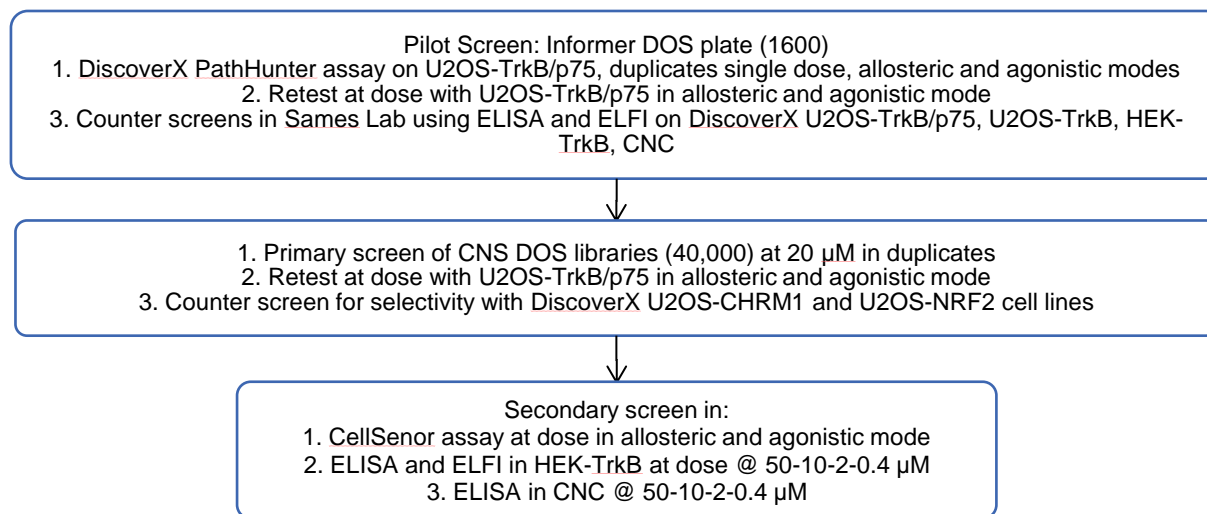 Pilot Screen: Informer DOS plate (1600)
1. DiscoverX PathHunter assay on U2OS-TrkB/p75, duplicates single dose, allosteric and agonistic modes
2. Retest at dose with U2OS-TrkB/p75 in allosteric and agonistic mode
3. Counter screens in Sames Lab using ELISA and ELFI on DiscoverX U2OS-TrkB/p75, U2OS-TrkB, HEK-
TrkB, CNC
1. Primary screen of CNS DOS libraries (40,000) at 20 µM in duplicates
2. Retest at dose with U2OS-TrkB/p75 in allosteric and agonistic mode
3. Counter screen for selectivity with DiscoverX U2OS-CHRM1 and U2OS-NRF2 cell lines
Secondary screen in:
1. CellSenor assay at dose in allosteric and agonistic mode
2. ELISA and ELFI in HEK-TrkB at dose @ 50-10-2-0.4 µM
3. ELISA in CNC @ 50-10-2-0.4 µM